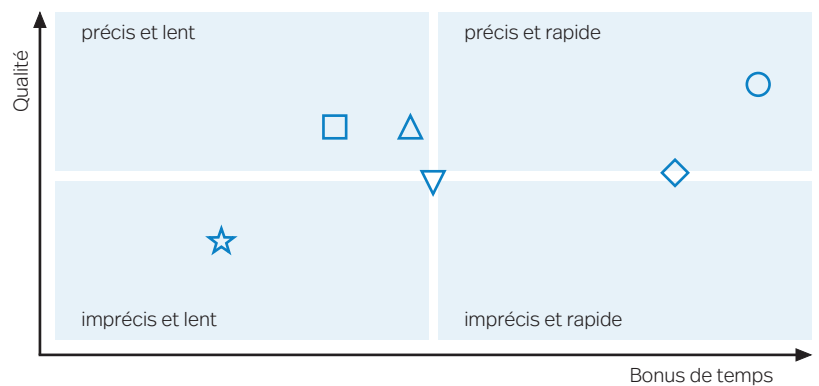 précis et lent
précis et rapide
Qualité
imprécis et lent
imprécis et rapide
Bonus de temps